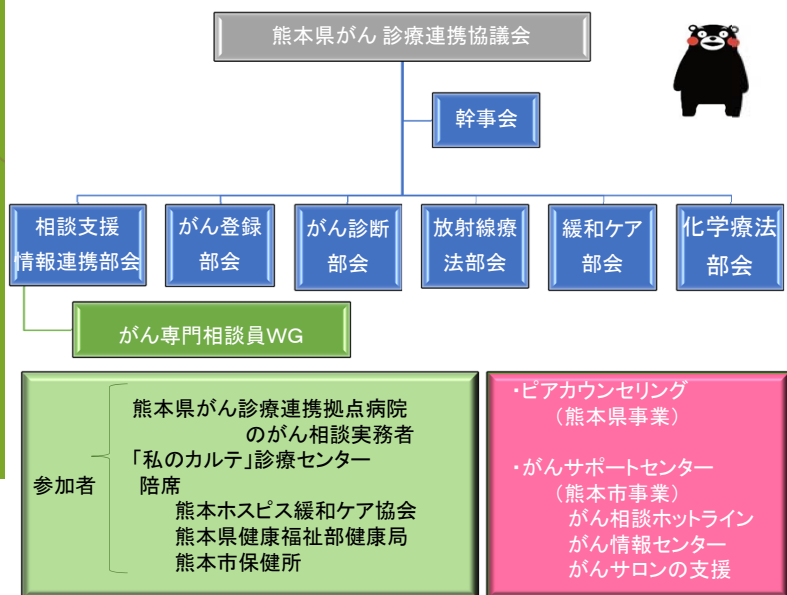 熊本県がん 診療連携協議会
幹事会
相談支援
情報連携部会
がん登録
部会
がん診断
部会
放射線療
法部会
緩和ケア
部会
化学療法
部会
がん専門相談員WG
参加者
熊本県がん診療連携拠点病院
のがん相談実務者
「私のカルテ」診療センター
陪席
熊本ホスピス緩和ケア協会
熊本県健康福祉部健康局
熊本市保健所
・ピアカウンセリング
（熊本県事業）
・がんサポートセンター
（熊本市事業）
がん相談ホットライン
がん情報センター
がんサロンの支援